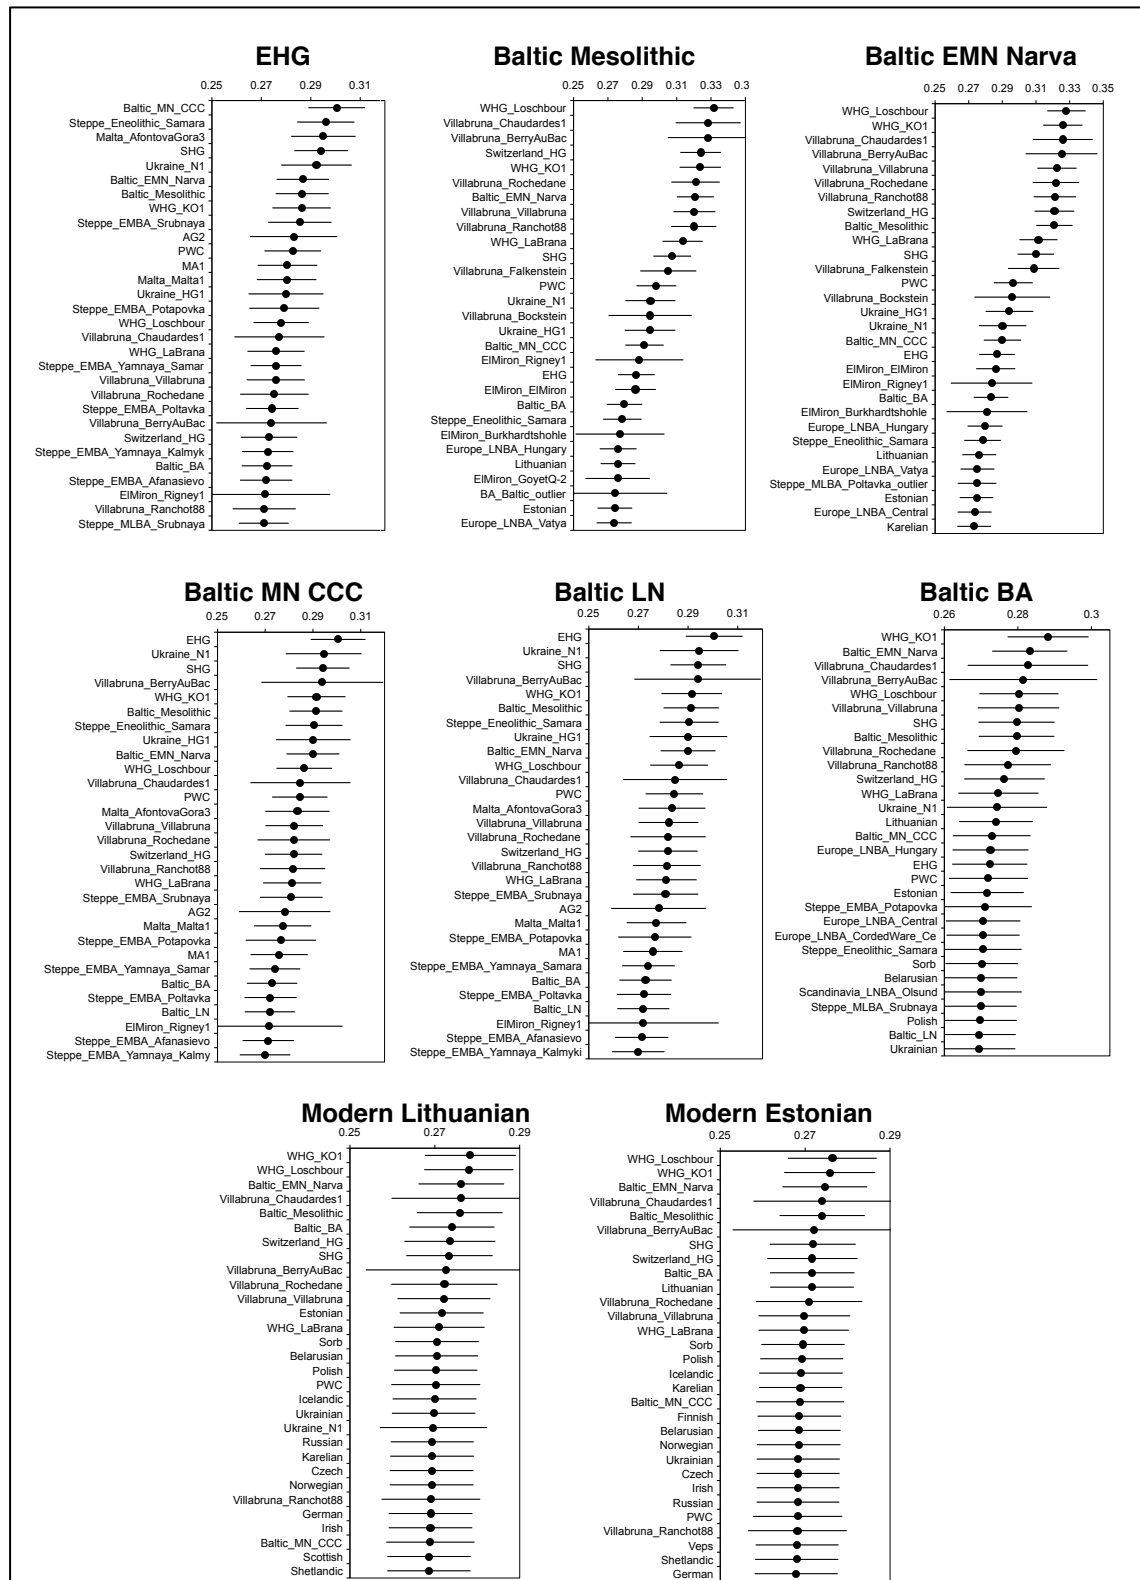 EHG
0.25 0.27 0.29 0.31
Baltic_MN_CCC
Steppe_Eneolithic_Samara
Malta_AfontovaGora3
SHG
Ukraine_N1
Baltic_EMN_Narva
Baltic_Mesolithic
WHG_KO1
Steppe_EMBA_Srubnaya
AG2
PWC
MA1
Malta_Malta1
Ukraine_HG1
Steppe_EMBA_Potapovka
WHG_Loschbour
Villabruna_Chaudardes1
WHG_LaBrana
Steppe_EMBA_Yamnaya_Samar
Villabruna_Villabruna
Villabruna_Rochedane
Steppe_EMBA_Poltavka
Villabruna_BerryAuBac
Switzerland_HG
Steppe_EMBA_Yamnaya_Kalmyk
Baltic_BA
Steppe_EMBA_Afanasievo
ElMiron_Rigney1
Villabruna_Ranchot88
Steppe_MLBA_Srubnaya
Baltic Mesolithic
0.25 0.27 0.29 0.31 0.33 0.3
WHG_Loschbour
Villabruna_Chaudardes1
Villabruna_BerryAuBac
Switzerland_HG
WHG_KO1
Villabruna_Rochedane
Baltic_EMN_Narva
Villabruna_Villabruna
Villabruna_Ranchot88
WHG_LaBrana
SHG
Villabruna_Falkenstein
PWC
Ukraine_N1
Villabruna_Bockstein
Ukraine_HG1
Baltic_MN_CCC
ElMiron_Rigney1
EHG
ElMiron_ElMiron
Baltic_BA
Steppe_Eneolithic_Samara
ElMiron_Burkhardtshohle
Europe_LNBA_Hungary
Lithuanian
ElMiron_GoyetQ-2
BA_Baltic_outlier
Estonian
Europe_LNBA_Vatya
Baltic EMN Narva
0.25 0.27 0.29 0.31 0.33 0.35
WHG_Loschbour
WHG_KO1
Villabruna_Chaudardes1
Villabruna_BerryAuBac
Villabruna_Villabruna
Villabruna_Rochedane
Villabruna_Ranchot88
Switzerland_HG
Baltic_Mesolithic
WHG_LaBrana
SHG
Villabruna_Falkenstein
PWC
Villabruna_Bockstein
Ukraine_HG1
Ukraine_N1
Baltic_MN_CCC
EHG
ElMiron_ElMiron
ElMiron_Rigney1
Baltic_BA
ElMiron_Burkhardtshohle
Europe_LNBA_Hungary
Steppe_Eneolithic_Samara
Lithuanian
Europe_LNBA_Vatya
Steppe_MLBA_Poltavka_outlier
Estonian
Europe_LNBA_Central
Karelian
Baltic MN CCC
0.25 0.27 0.29 0.31
EHG
Ukraine_N1
SHG
Villabruna_BerryAuBac
WHG_KO1
Baltic_Mesolithic
Steppe_Eneolithic_Samara
Ukraine_HG1
Baltic_EMN_Narva
WHG_Loschbour
Villabruna_Chaudardes1
PWC
Malta_AfontovaGora3
Villabruna_Villabruna
Villabruna_Rochedane
Switzerland_HG
Villabruna_Ranchot88
WHG_LaBrana
Steppe_EMBA_Srubnaya
AG2
Malta_Malta1
Steppe_EMBA_Potapovka
MA1
Steppe_EMBA_Yamnaya_Samar
Baltic_BA
Steppe_EMBA_Poltavka
Baltic_LN
ElMiron_Rigney1
Steppe_EMBA_Afanasievo
Steppe_EMBA_Yamnaya_Kalmy
Baltic LN
0.25 0.27 0.29 0.31
EHG
Ukraine_N1
SHG
Villabruna_BerryAuBac
WHG_KO1
Baltic_Mesolithic
Steppe_Eneolithic_Samara
Ukraine_HG1
Baltic_EMN_Narva
WHG_Loschbour
Villabruna_Chaudardes1
PWC
Malta_AfontovaGora3
Villabruna_Villabruna
Villabruna_Rochedane
Switzerland_HG
Villabruna_Ranchot88
WHG_LaBrana
Steppe_EMBA_Srubnaya
AG2
Malta_Malta1
Steppe_EMBA_Potapovka
MA1
Steppe_EMBA_Yamnaya_Samara
Baltic_BA
Steppe_EMBA_Poltavka
Baltic_LN
ElMiron_Rigney1
Steppe_EMBA_Afanasievo
Steppe_EMBA_Yamnaya_Kalmyki
Baltic BA
0.26 0.28 0.3
WHG_KO1
Baltic_EMN_Narva
Villabruna_Chaudardes1
Villabruna_BerryAuBac
WHG_Loschbour
Villabruna_Villabruna
SHG
Baltic_Mesolithic
Villabruna_Rochedane
Villabruna_Ranchot88
Switzerland_HG
WHG_LaBrana
Ukraine_N1
Lithuanian
Baltic_MN_CCC
Europe_LNBA_Hungary
EHG
PWC
Estonian
Steppe_EMBA_Potapovka
Europe_LNBA_Central
Europe_LNBA_CordedWare_Ce
Steppe_Eneolithic_Samara
Sorb
Belarusian
Scandinavia_LNBA_Olsund
Steppe_MLBA_Srubnaya
Polish
Baltic_LN
Ukrainian
Modern Lithuanian
0.25 0.27 0.29
WHG_KO1
WHG_Loschbour
Baltic_EMN_Narva
Villabruna_Chaudardes1
Baltic_Mesolithic
Baltic_BA
Switzerland_HG
SHG
Villabruna_BerryAuBac
Villabruna_Rochedane
Villabruna_Villabruna
Estonian
WHG_LaBrana
Sorb
Belarusian
Polish
PWC
Icelandic
Ukrainian
Ukraine_N1
Russian
Karelian
Czech
Norwegian
Villabruna_Ranchot88
German
Irish
Baltic_MN_CCC
Scottish
Shetlandic
Modern Estonian
0.25 0.27 0.29
WHG_Loschbour
WHG_KO1
Baltic_EMN_Narva
Villabruna_Chaudardes1
Baltic_Mesolithic
Villabruna_BerryAuBac
SHG
Switzerland_HG
Baltic_BA
Lithuanian
Villabruna_Rochedane
Villabruna_Villabruna
WHG_LaBrana
Sorb
Polish
Icelandic
Karelian
Baltic_MN_CCC
Finnish
Belarusian
Norwegian
Ukrainian
Czech
Irish
Russian
PWC
Villabruna_Ranchot88
Veps
Shetlandic
German